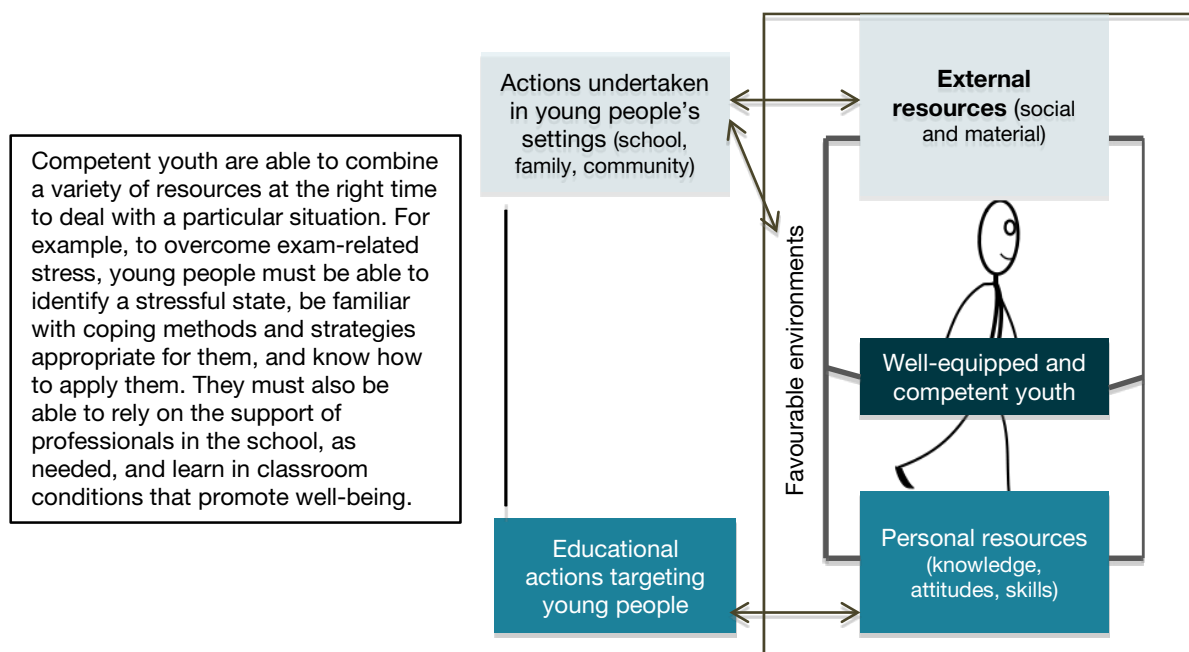 Competent youth are able to combine
a variety of resources at the right time
to deal with a particular situation. For
example, to overcome exam-related
stress, young people must be able to
identify a stressful state, be familiar
with coping methods and strategies
appropriate for them, and know how
to apply them. They must also be
able to rely on the support of
professionals in the school, as
needed, and learn in classroom
conditions that promote well-being.
Actions undertaken
in young people’s
settings (school,
family, community)
Educational
actions targeting
young people
Favourable environments
External
resources (social
and material)
Well-equipped and
competent youth
Personal resources
(knowledge,
attitudes, skills)